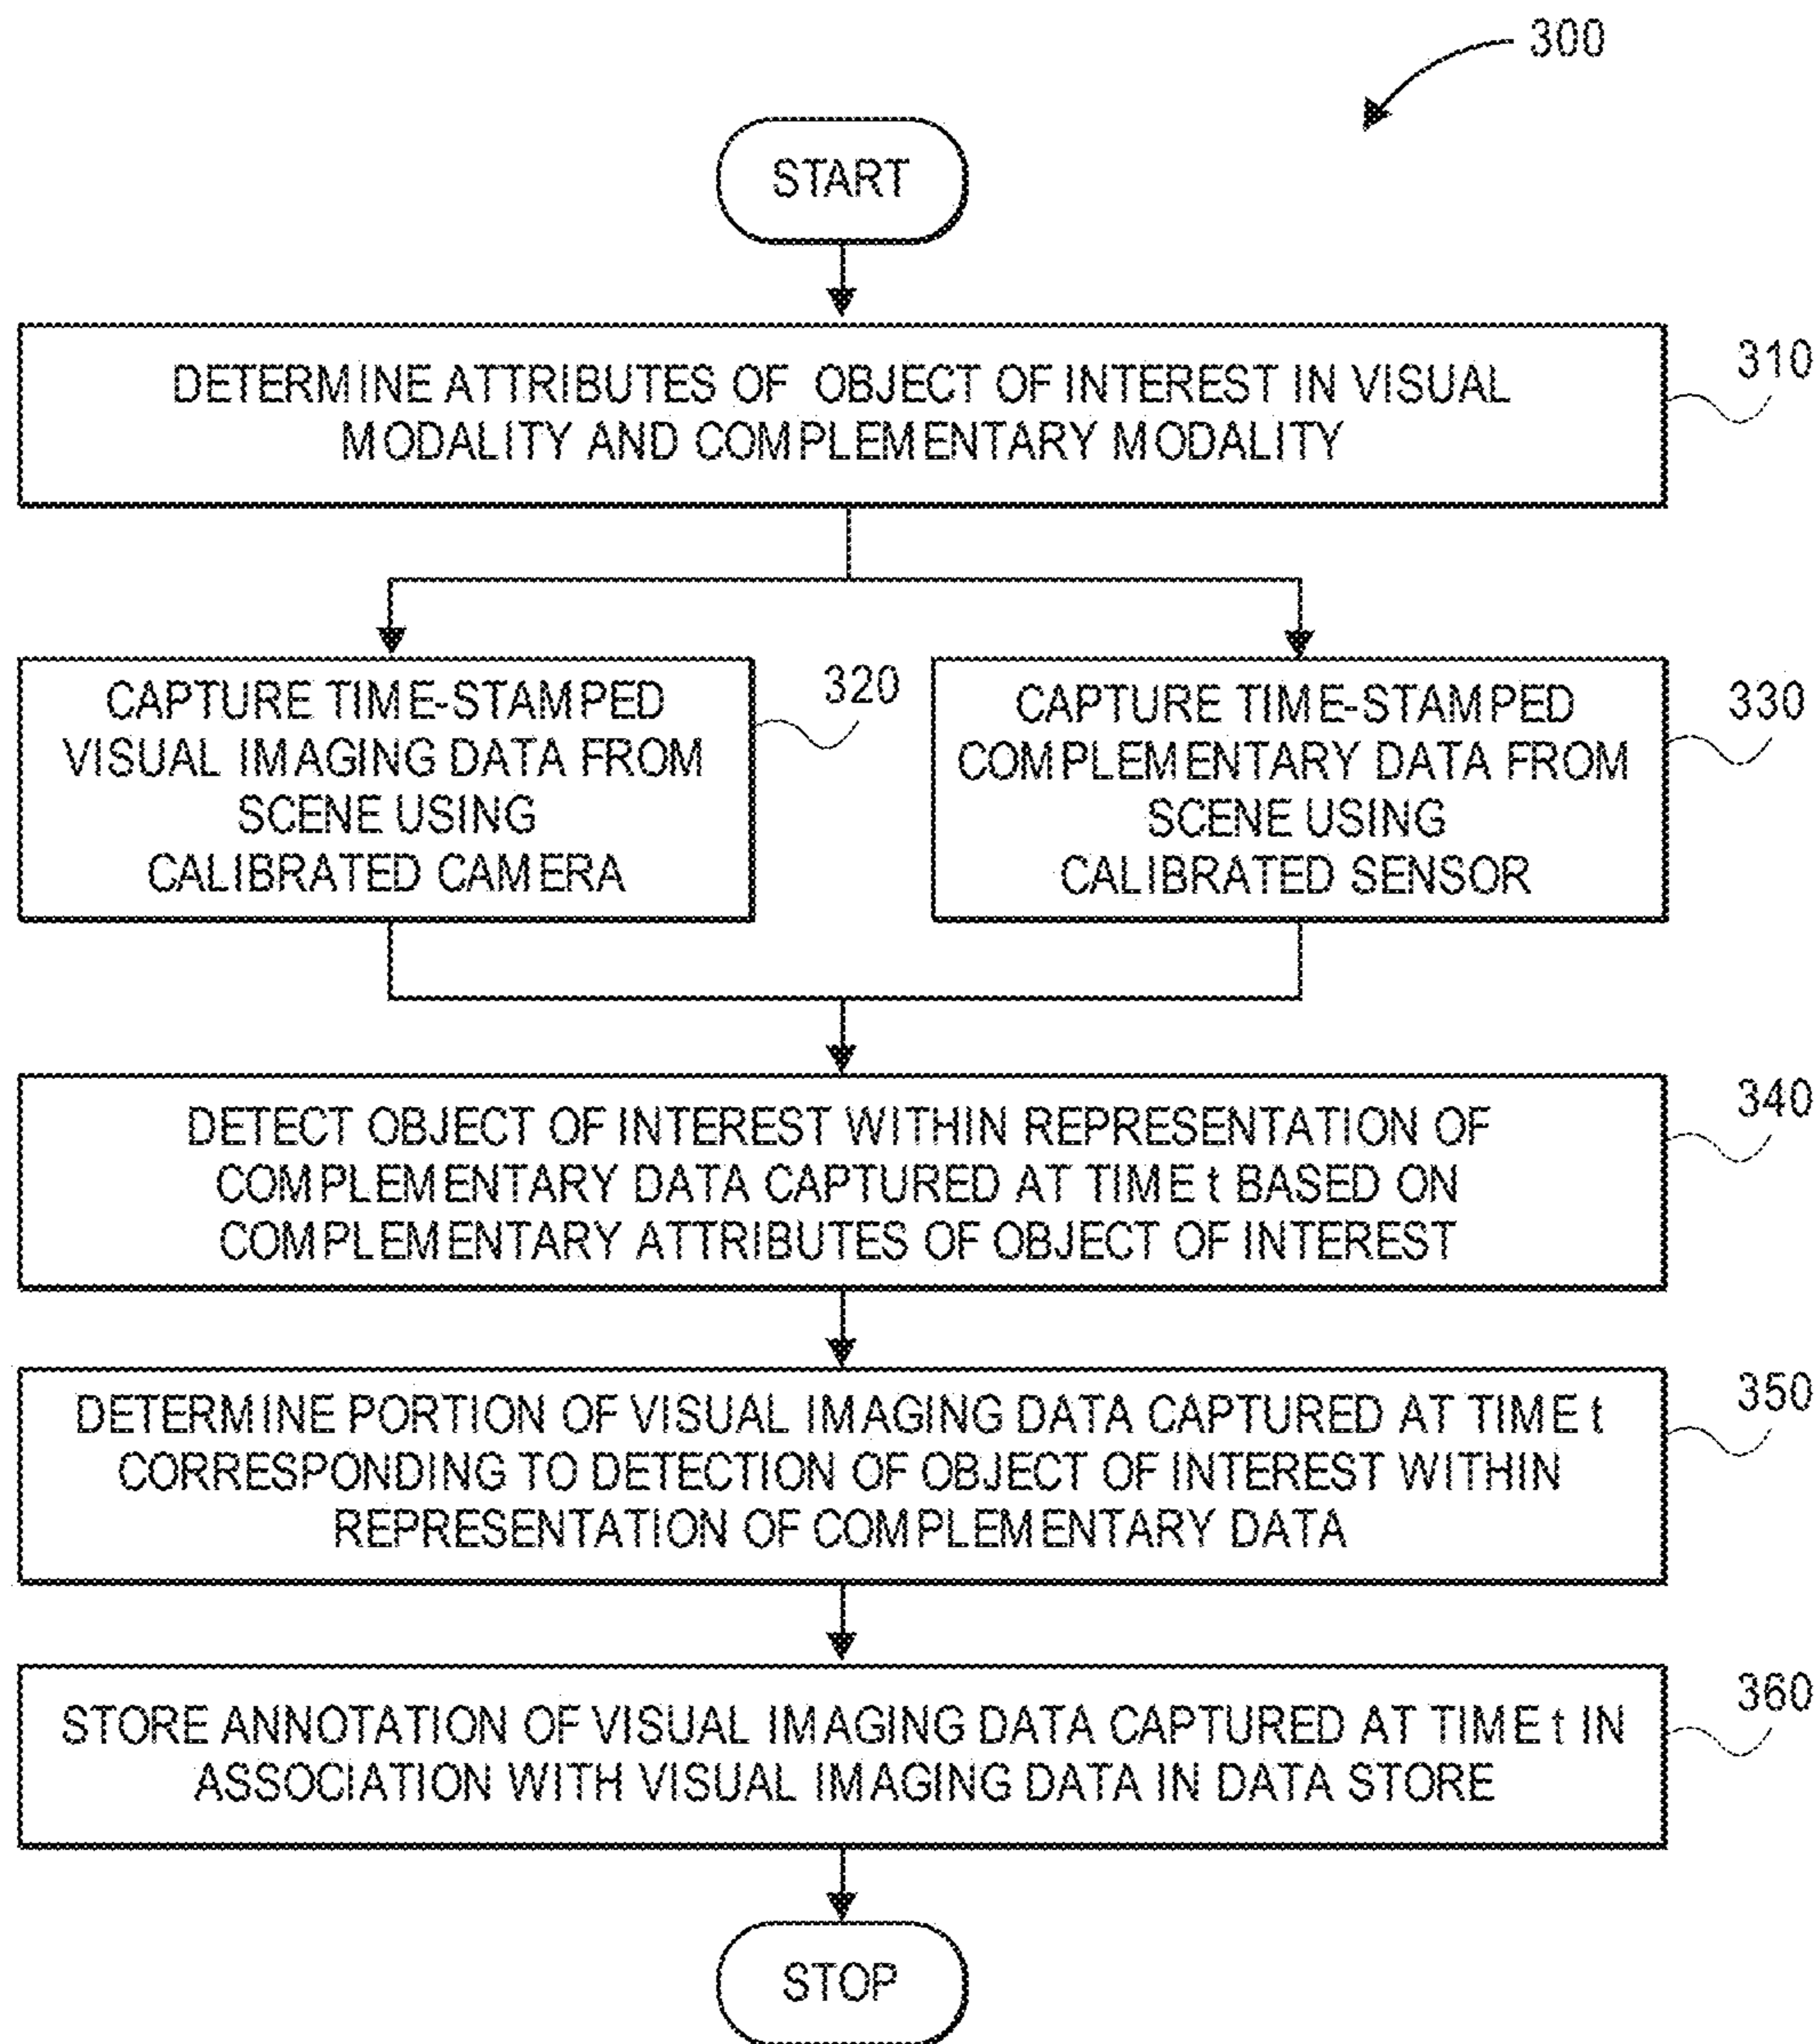 300
START
310
DETERMINE ATTRIBUTES OF OBJECT OF INTEREST IN VISUAL
MODALITY AND COMPLEMENTARY MODALITY
320
CAPTURE TIME-STAMPED
VISUAL IMAGING DATA FROM
SCENE USING
CALIBRATED CAMERA
330
CAPTURE TIME-STAMPED
COMPLEMENTARY DATA FROM
SCENE USING
CALIBRATED SENSOR
340
DETECT OBJECT OF INTEREST WITHIN REPRESENTATION OF
COMPLEMENTARY DATA CAPTURED AT TIME t BASED ON
COMPLEMENTARY ATTRIBUTES OF OBJECT OF INTEREST
350
DETERMINE PORTION OF VISUAL IMAGING DATA CAPTURED AT TIME t
CORRESPONDING TO DETECTION OF OBJECT OF INTEREST WITHIN
REPRESENTATION OF COMPLEMENTARY DATA
360
STORE ANNOTATION OF VISUAL IMAGING DATA CAPTURED AT TIME t IN
ASSOCIATION WITH VISUAL IMAGING DATA IN DATA STORE
STOP